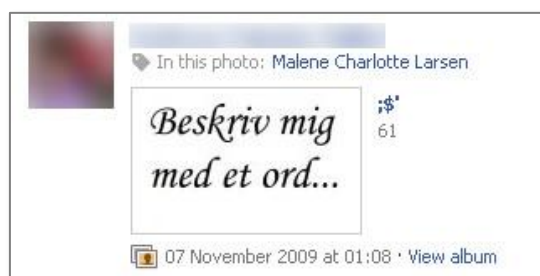 In this photo: Malene Charlotte Larsen
Beskriv mig
med et ord...
;$'
61
07 November 2009 at 01:08 · View album